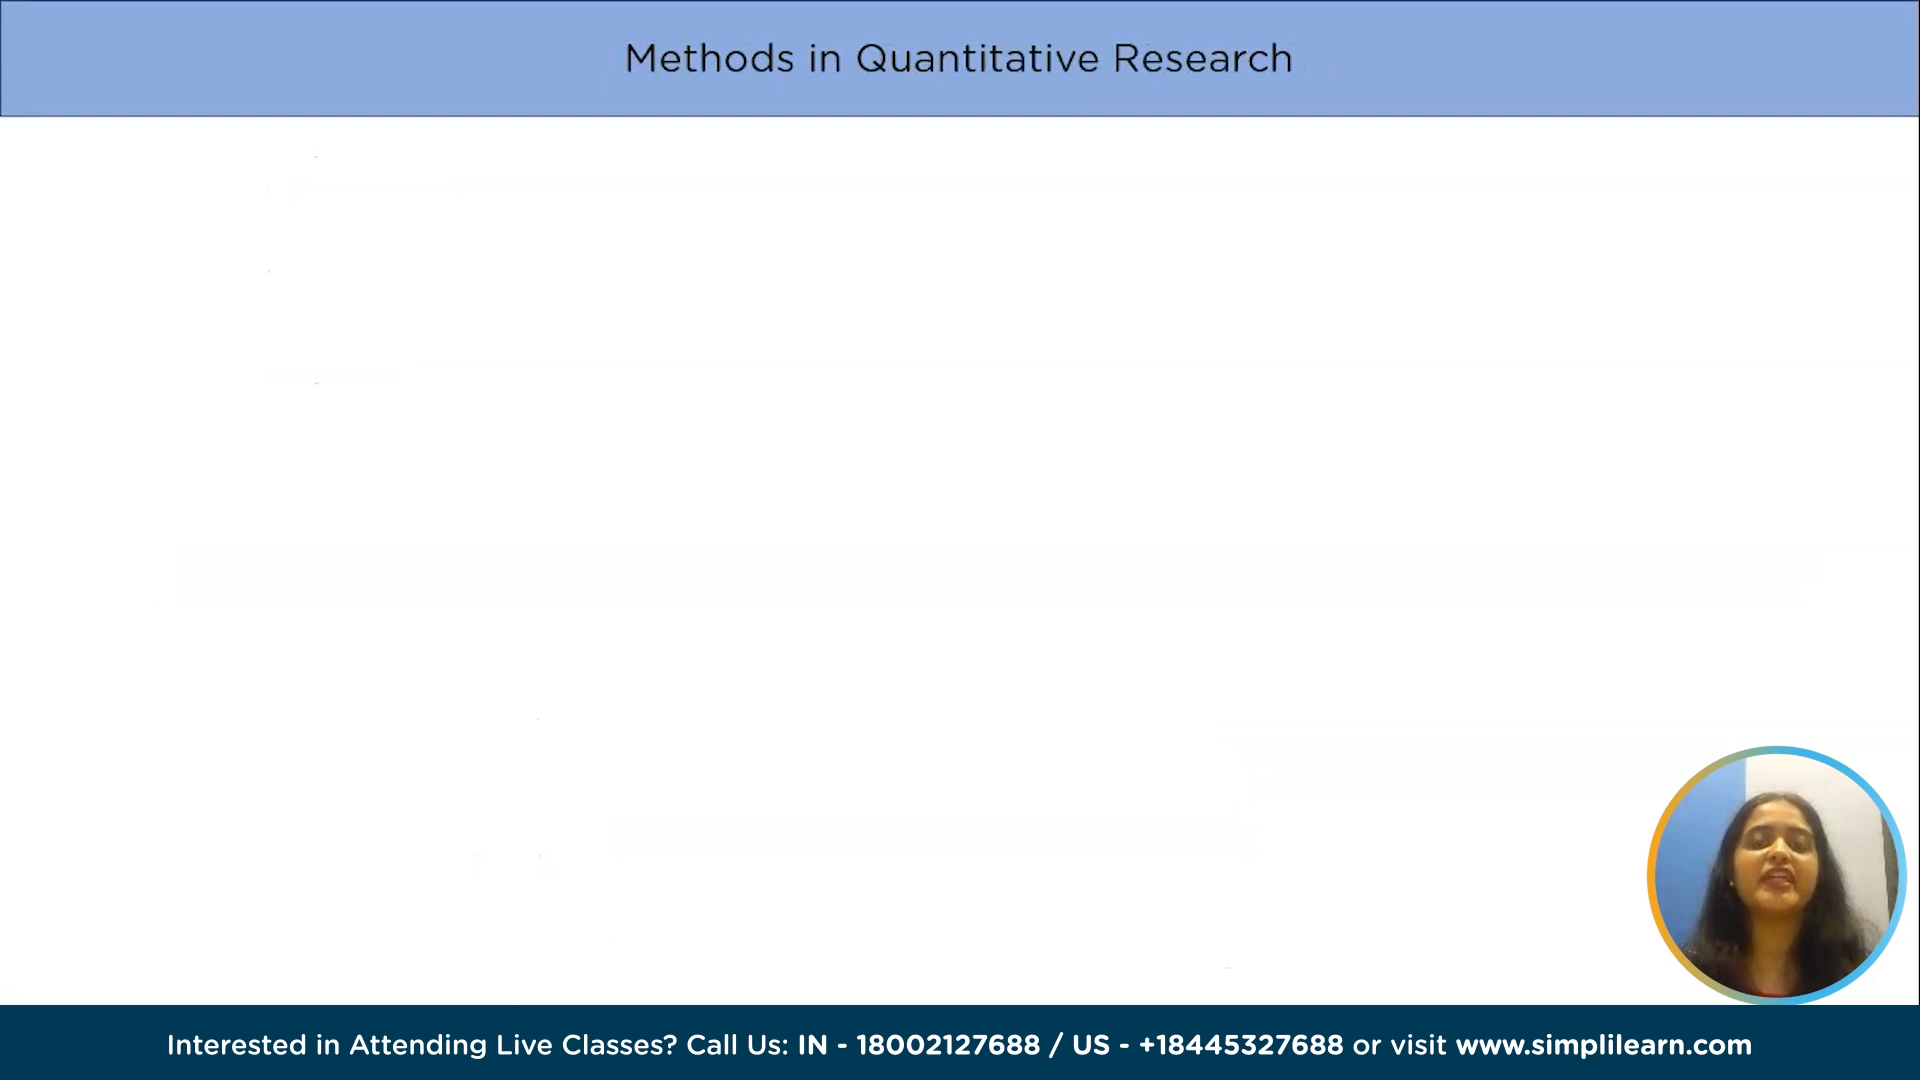 Methods in Quantitative Research
Interested in Attending Live Classes? Call Us: IN - 18002127688 / US - +18445327688 or visit www.simplilearn.com